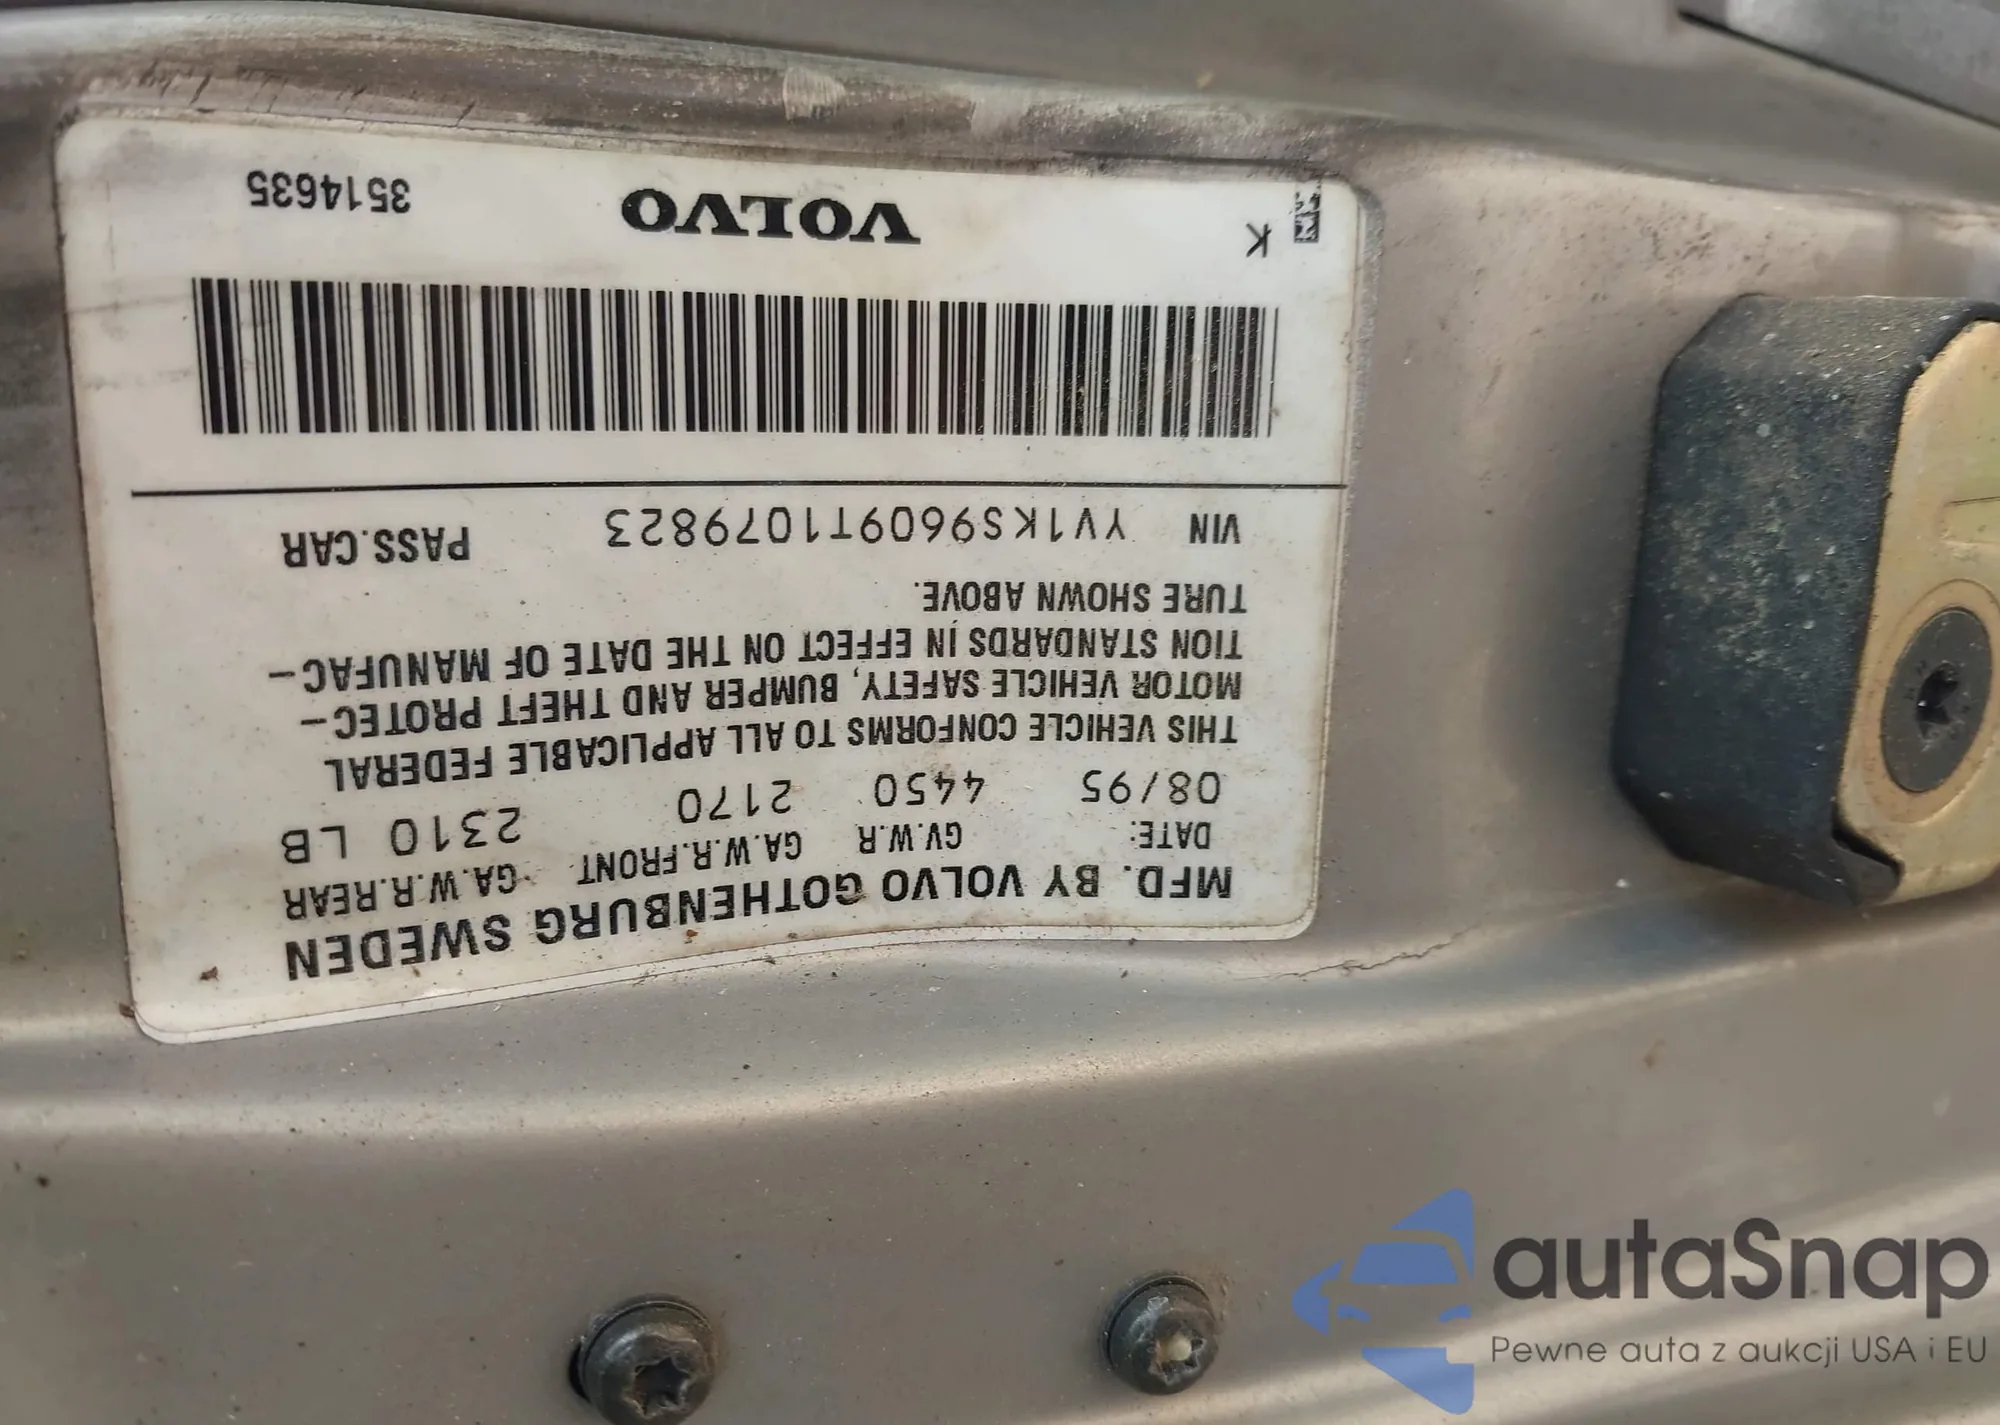 MFD. BY VOLVO GOTHENBURG SWEDEN
DATE: GV.W.R GA.W.R.FRONT GA.W.R.REAR
08/95 4450 2170 2310 LB
THIS VEHICLE CONFORMS TO ALL APPLICABLE FEDERAL
MOTOR VEHICLE SAFETY, BUMPER AND THEFT PROTEC-
TION STANDARDS IN EFFECT ON THE DATE OF MANUFAC-
TURE SHOWN ABOVE.
VIN YV1KS9609T1079823 PASS.CAR
K VOLVO 3514635
autaSnap
Pewne auta z aukcji USA i EU